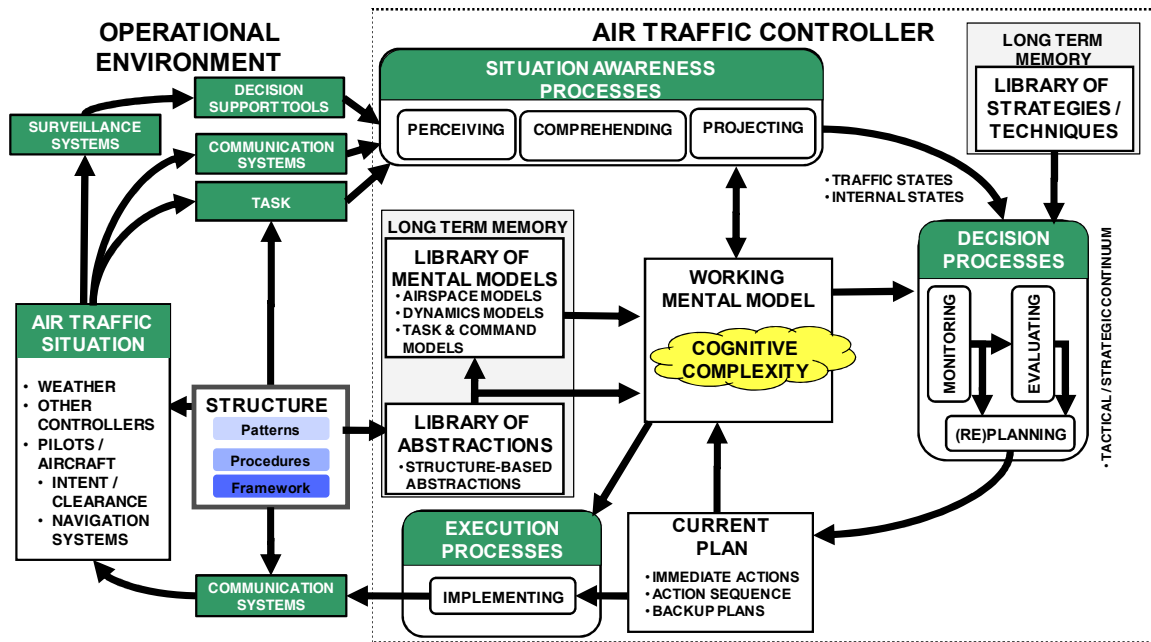 OPERATIONAL
ENVIRONMENT
AIR TRAFFIC CONTROLLER
DECISION
SUPPORT TOOLS
SURVEILLANCE
SYSTEMS
COMMUNICATION
SYSTEMS
TASK
SITUATION AWARENESS
PROCESSES
PERCEIVING
COMPREHENDING
PROJECTING
LONG TERM MEMORY
LIBRARY OF
STRATEGIES /
TECHNIQUES
• TRAFFIC STATES
• INTERNAL STATES
LONG TERM MEMORY
LIBRARY OF
MENTAL MODELS
• AIRSPACE MODELS
• DYNAMICS MODELS
• TASK & COMMAND
MODELS
LIBRARY OF
ABSTRACTIONS
• STRUCTURE-BASED
ABSTRACTIONS
WORKING
MENTAL MODEL
COGNITIVE
COMPLEXITY
DECISION
PROCESSES
MONITORING
EVALUATING
(RE)PLANNING
• TACTICAL / STRATEGIC CONTINUUM
AIR TRAFFIC
SITUATION
• WEATHER
• OTHER
CONTROLLERS
• PILOTS /
AIRCRAFT
• INTENT /
CLEARANCE
• NAVIGATION
SYSTEMS
STRUCTURE
Patterns
Procedures
Framework
COMMUNICATION
SYSTEMS
EXECUTION
PROCESSES
IMPLEMENTING
CURRENT
PLAN
• IMMEDIATE ACTIONS
• ACTION SEQUENCE
• BACKUP PLANS